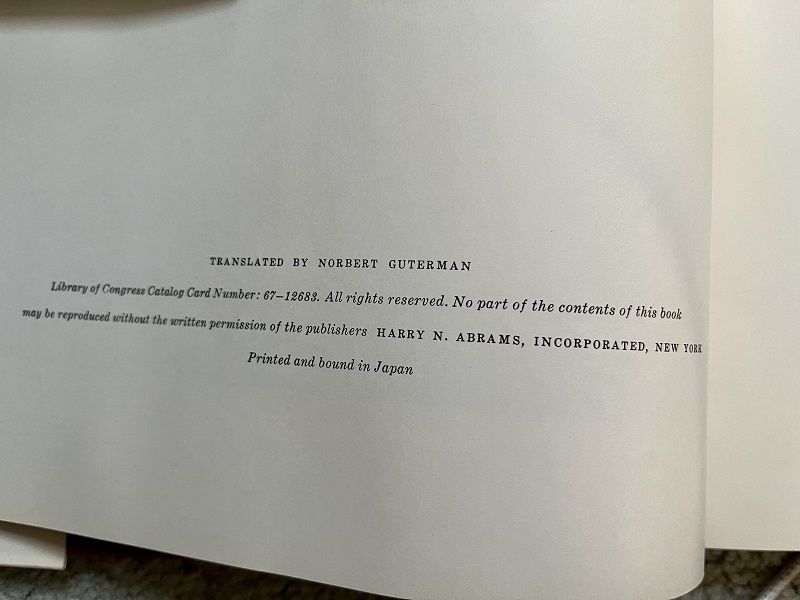 TRANSLATED BY NORBERT GUTERMAN
Library of Congress Catalog Card Number: 67–12683. All rights reserved. No part of the contents of this book
may be reproduced without the written permission of the publishers HARRY N. ABRAMS, INCORPORATED, NEW YORK
Printed and bound in Japan